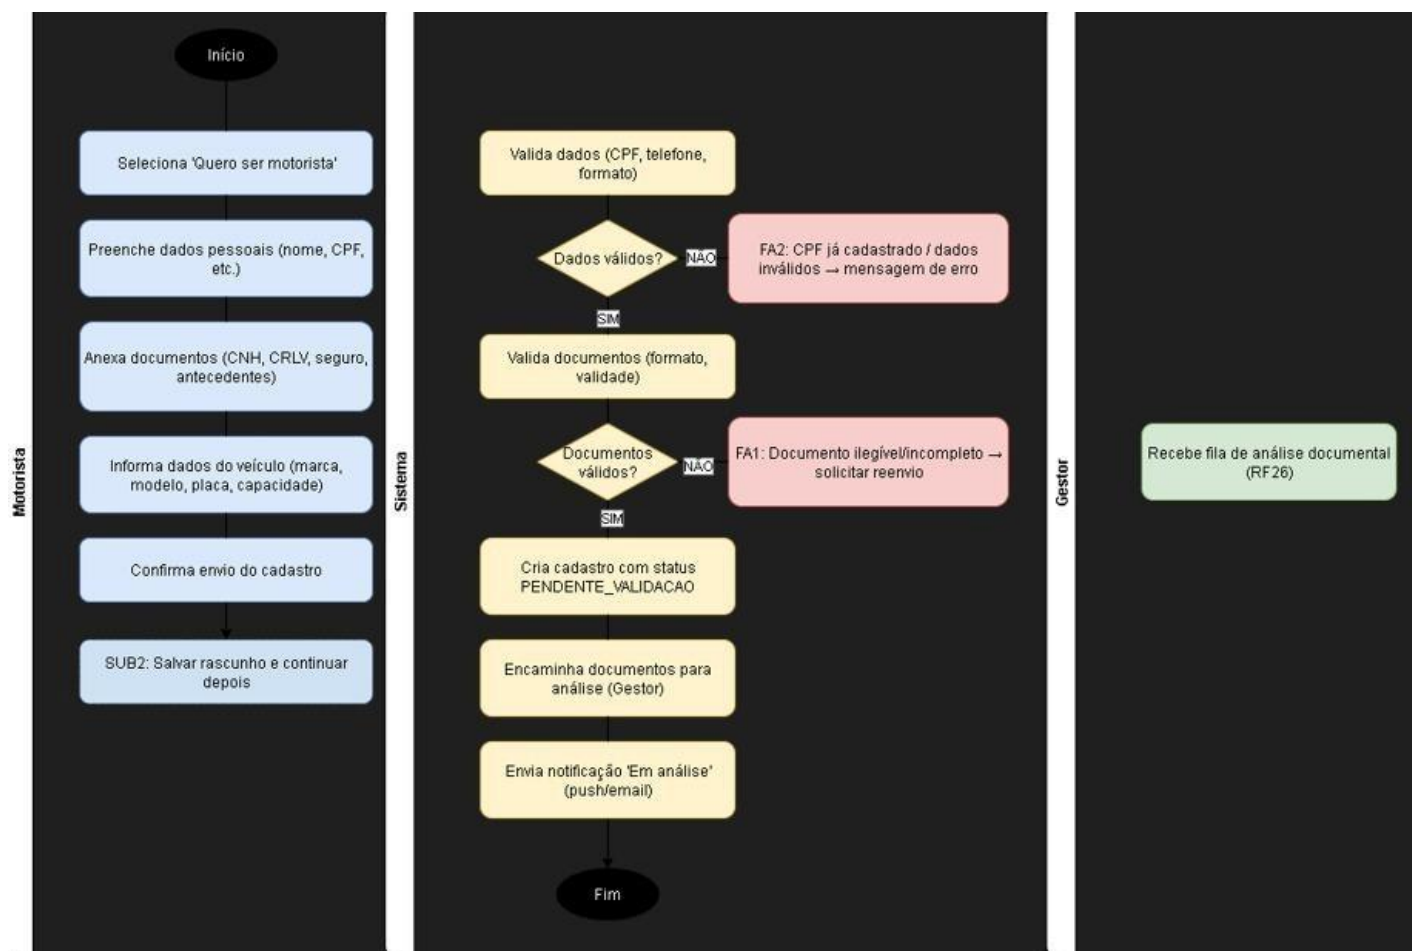 Motorista
Início
Seleciona 'Quero ser motorista'
Preenche dados pessoais (nome, CPF,
etc.)
Anexa documentos (CNH, CRLV, seguro,
antecedentes)
Informa dados do veículo (marca,
modelo, placa, capacidade)
Confirma envio do cadastro
SUB2: Salvar rascunho e continuar
depois
Sistema
Valida dados (CPF, telefone,
formato)
Dados válidos?
NÃO
FA2: CPF já cadastrado / dados
inválidos → mensagem de erro
SIM
Valida documentos (formato,
validade)
Documentos
válidos?
NÃO
FA1: Documento ilegível/incompleto →
solicitar reenvio
SIM
Cria cadastro com status
PENDENTE_VALIDACAO
Encaminha documentos para
análise (Gestor)
Envia notificação 'Em análise'
(push/email)
Fim
Gestor
Recebe fila de análise documental
(RF26)